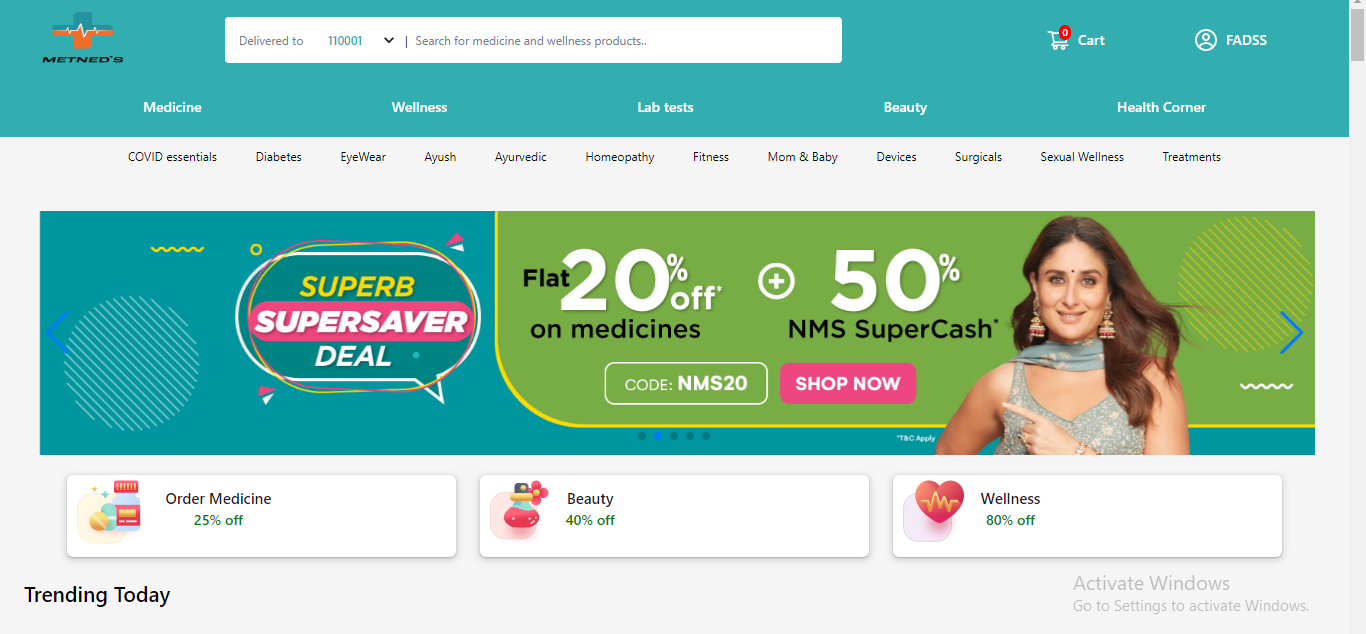 METNED'S
Delivered to 110001 | Search for medicine and wellness products..
0 Cart
FADSS
Medicine Wellness Lab tests Beauty Health Corner
COVID essentials Diabetes EyeWear Ayush Ayurvedic Homeopathy Fitness Mom & Baby Devices Surgicals Sexual Wellness Treatments
SUPERB
SUPERSAVER
DEAL
Flat 20% off*
on medicines
+
50%
NMS SuperCash*
CODE: NMS20
SHOP NOW
*T&C Apply
Order Medicine
25% off
Beauty
40% off
Wellness
80% off
Trending Today
Activate Windows
Go to Settings to activate Windows.